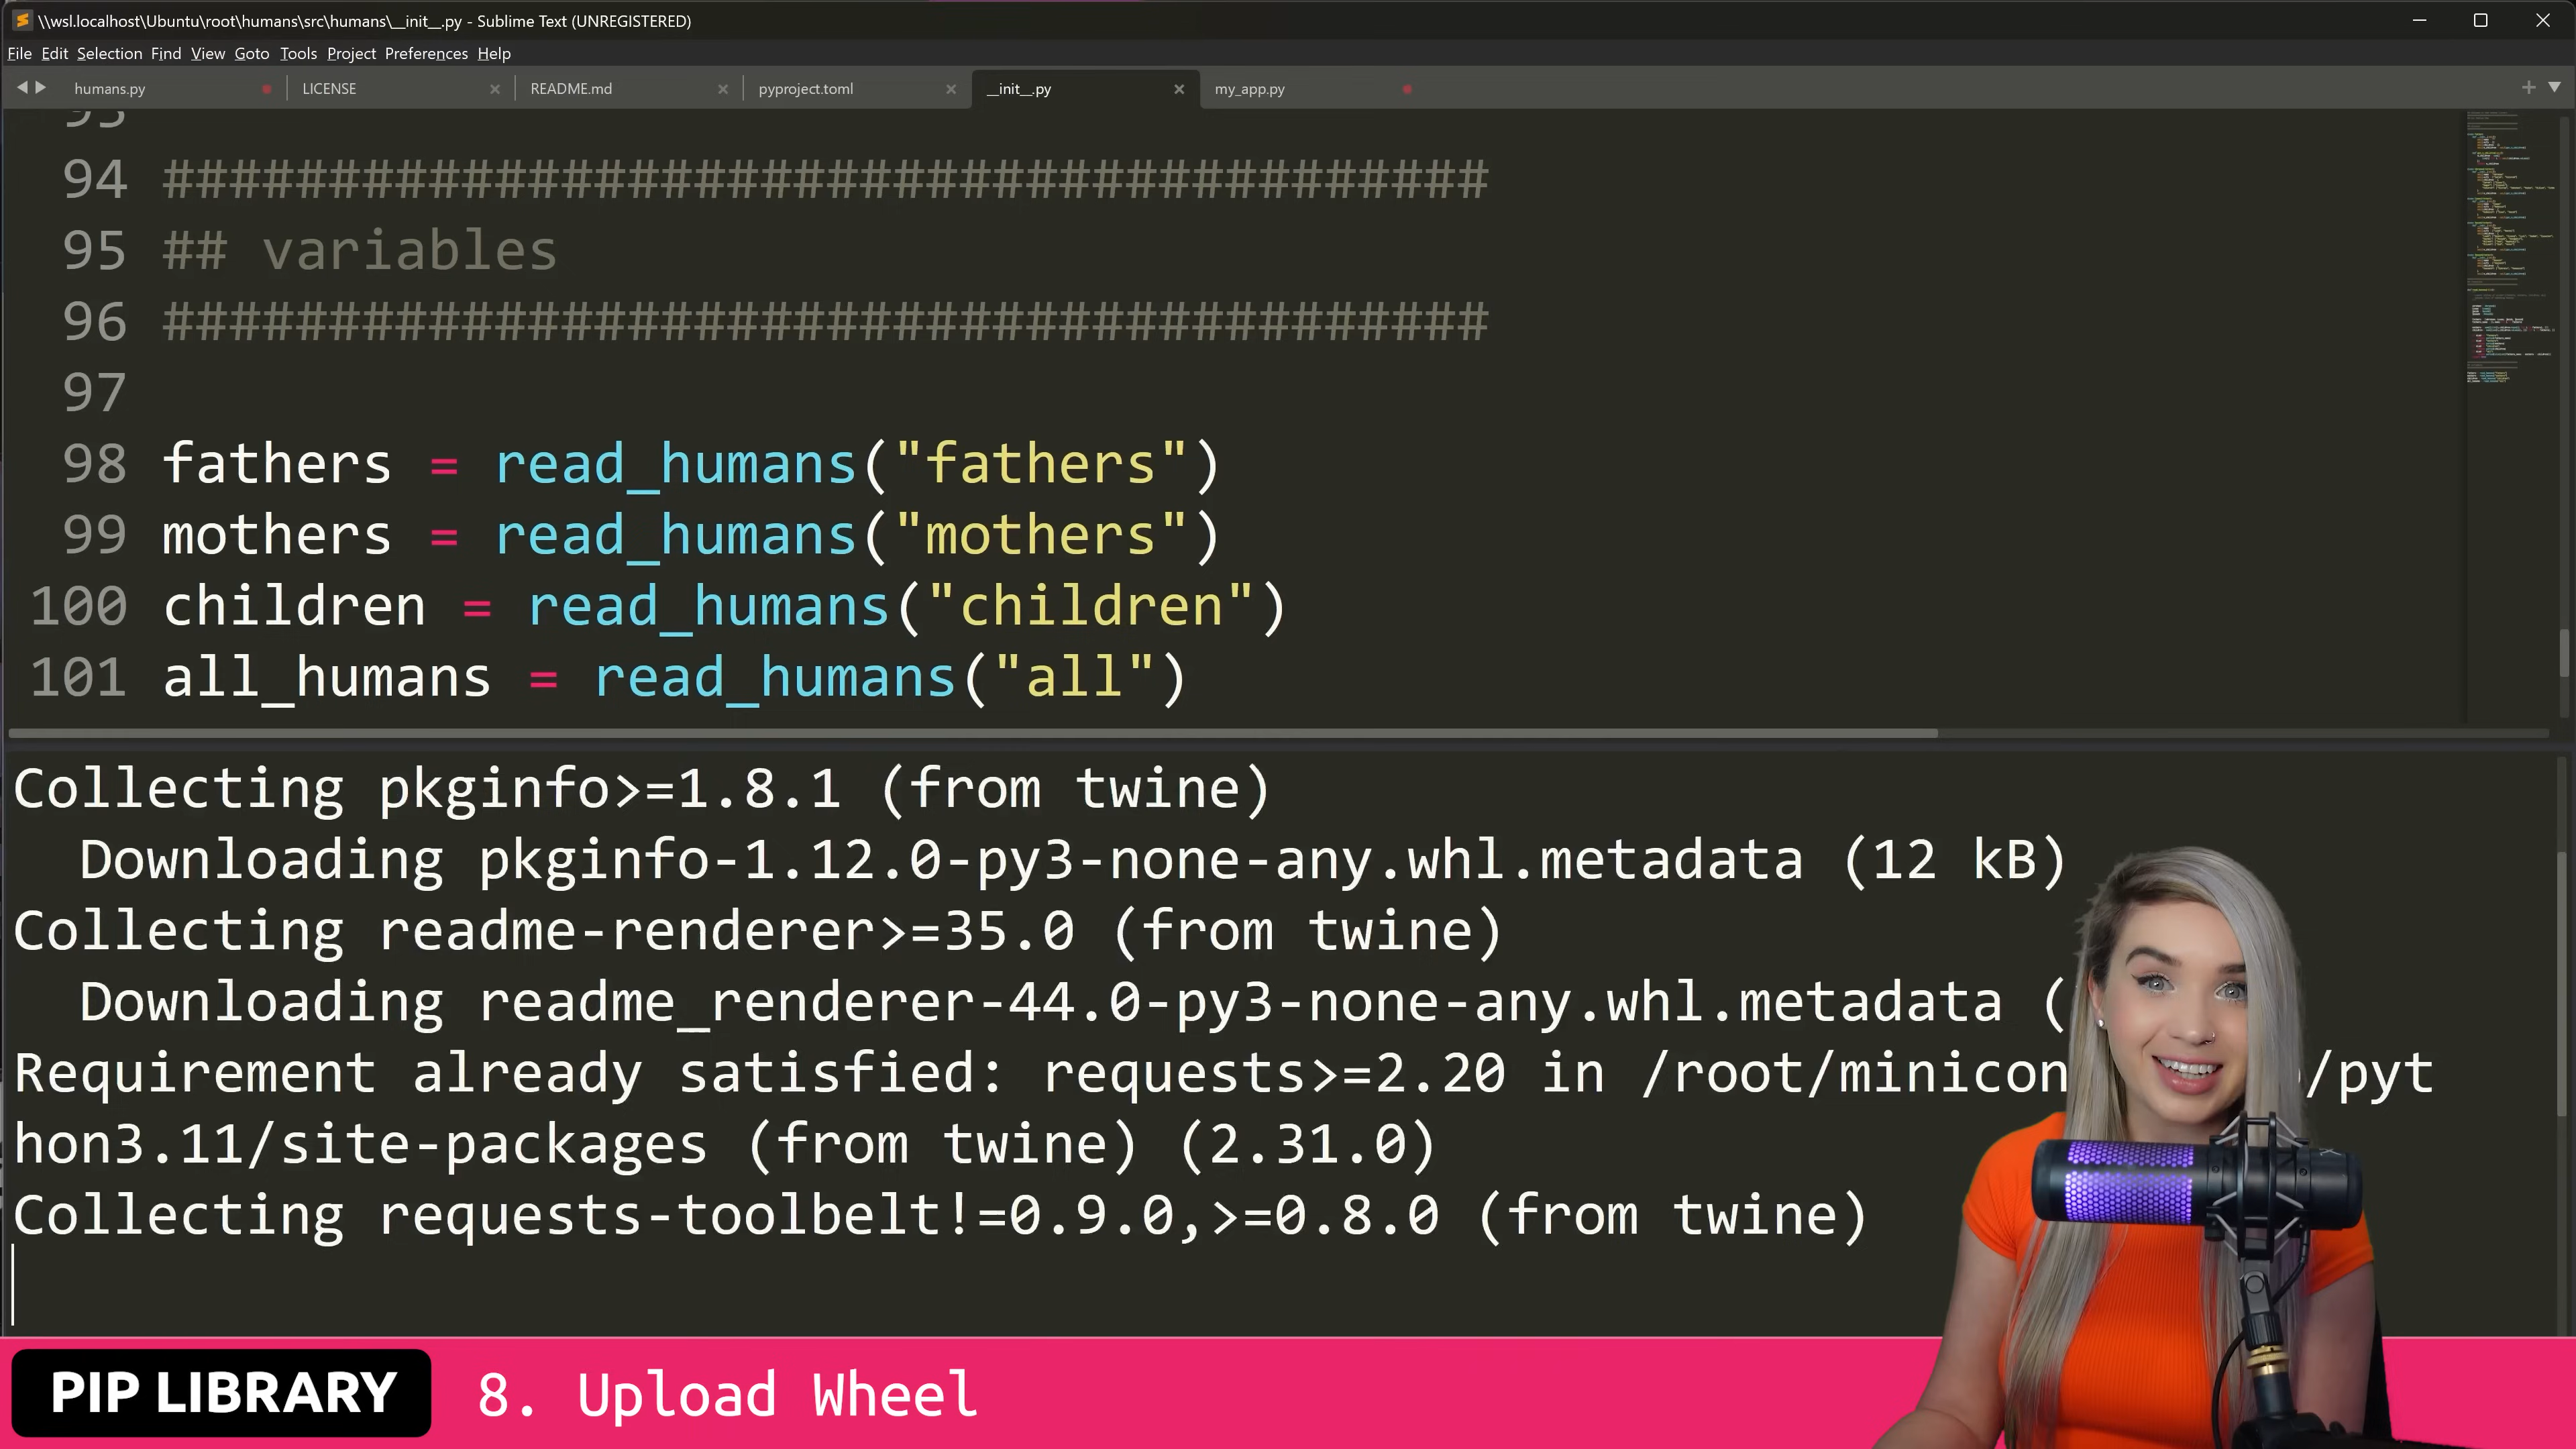 \\wsl.localhost\Ubuntu\root\humans\src\humans\__init__.py - Sublime Text (UNREGISTERED)
File Edit Selection Find View Goto Tools Project Preferences Help
humans.py LICENSE README.md pyproject.toml __init__.py my_app.py
93
94 ########################################
95 ## variables
96 ########################################
97
98 fathers = read_humans("fathers")
99 mothers = read_humans("mothers")
100 children = read_humans("children")
101 all_humans = read_humans("all")
Collecting pkginfo>=1.8.1 (from twine)
Downloading pkginfo-1.12.0-py3-none-any.whl.metadata (12 kB)
Collecting readme-renderer>=35.0 (from twine)
Downloading readme_renderer-44.0-py3-none-any.whl.metadata (
Requirement already satisfied: requests>=2.20 in /root/minicon /pyt
hon3.11/site-packages (from twine) (2.31.0)
Collecting requests-toolbelt!=0.9.0,>=0.8.0 (from twine)
PIP LIBRARY 8. Upload Wheel